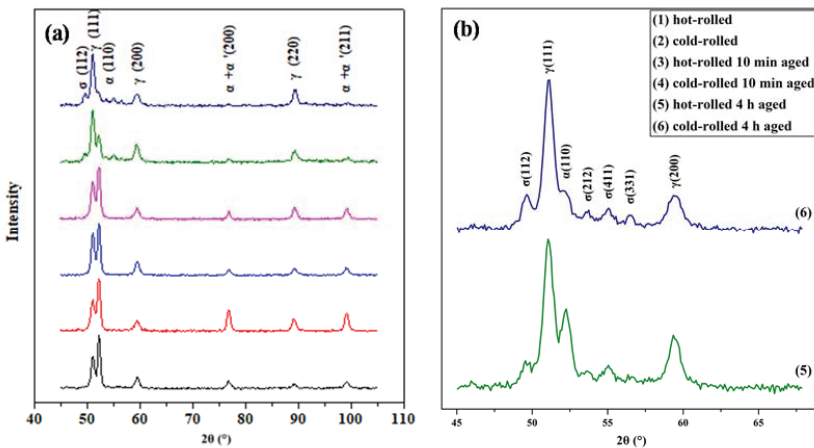 (a)
σ (112)
γ (111)
α (110)
γ (200)
α +α '(200)
γ (220)
α +α '(211)
Intensity
40 50 60 70 80 90 100 110
2θ (°)
(b)
(1) hot-rolled
(2) cold-rolled
(3) hot-rolled 10 min aged
(4) cold-rolled 10 min aged
(5) hot-rolled 4 h aged
(6) cold-rolled 4 h aged
γ(111)
σ(112)
α(110)
σ(212)
σ(411)
σ(331)
γ(200)
(6)
(5)
45 50 55 60 65
2θ (°)